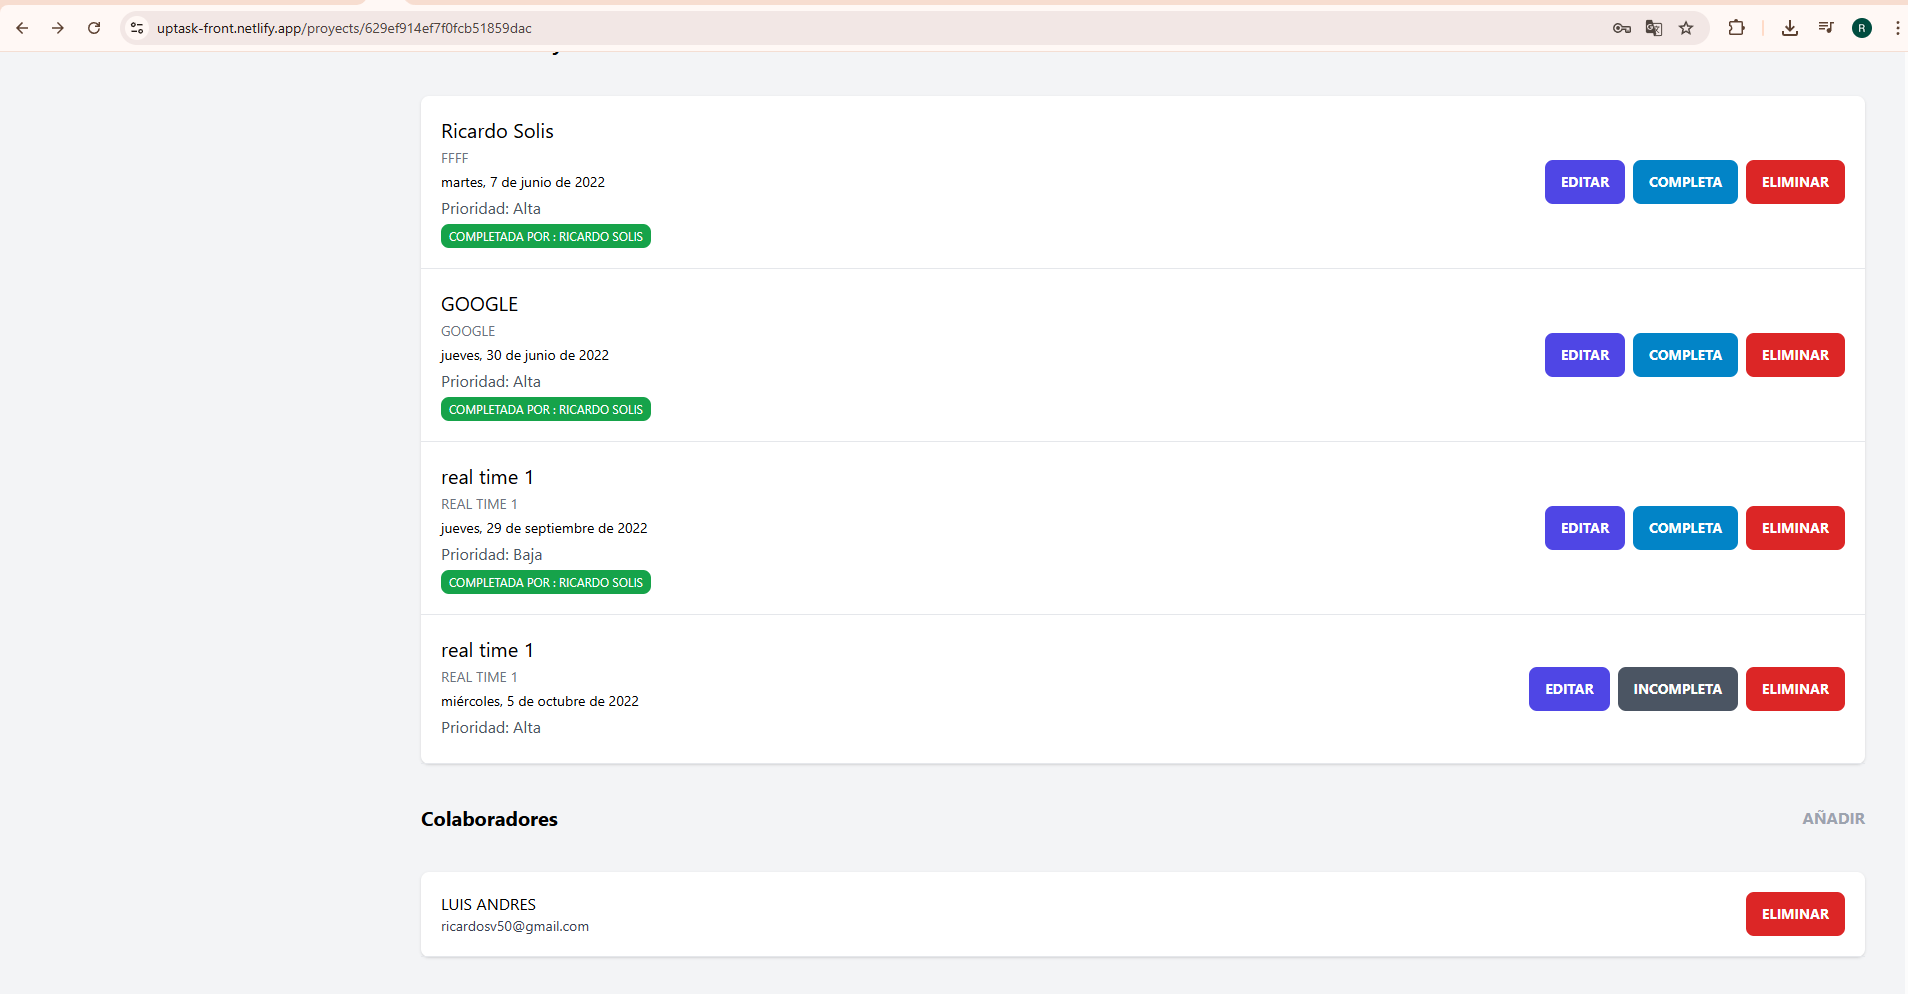 uptask-front.netlify.app/proyects/629ef914ef7f0fcb51859dac
R
Ricardo Solis
FFFF
martes, 7 de junio de 2022
Prioridad: Alta
COMPLETADA POR : RICARDO SOLIS
EDITAR COMPLETA ELIMINAR
GOOGLE
GOOGLE
jueves, 30 de junio de 2022
Prioridad: Alta
COMPLETADA POR : RICARDO SOLIS
EDITAR COMPLETA ELIMINAR
real time 1
REAL TIME 1
jueves, 29 de septiembre de 2022
Prioridad: Baja
COMPLETADA POR : RICARDO SOLIS
EDITAR COMPLETA ELIMINAR
real time 1
REAL TIME 1
miércoles, 5 de octubre de 2022
Prioridad: Alta
EDITAR INCOMPLETA ELIMINAR
Colaboradores
AÑADIR
LUIS ANDRES
ricardosv50@gmail.com
ELIMINAR